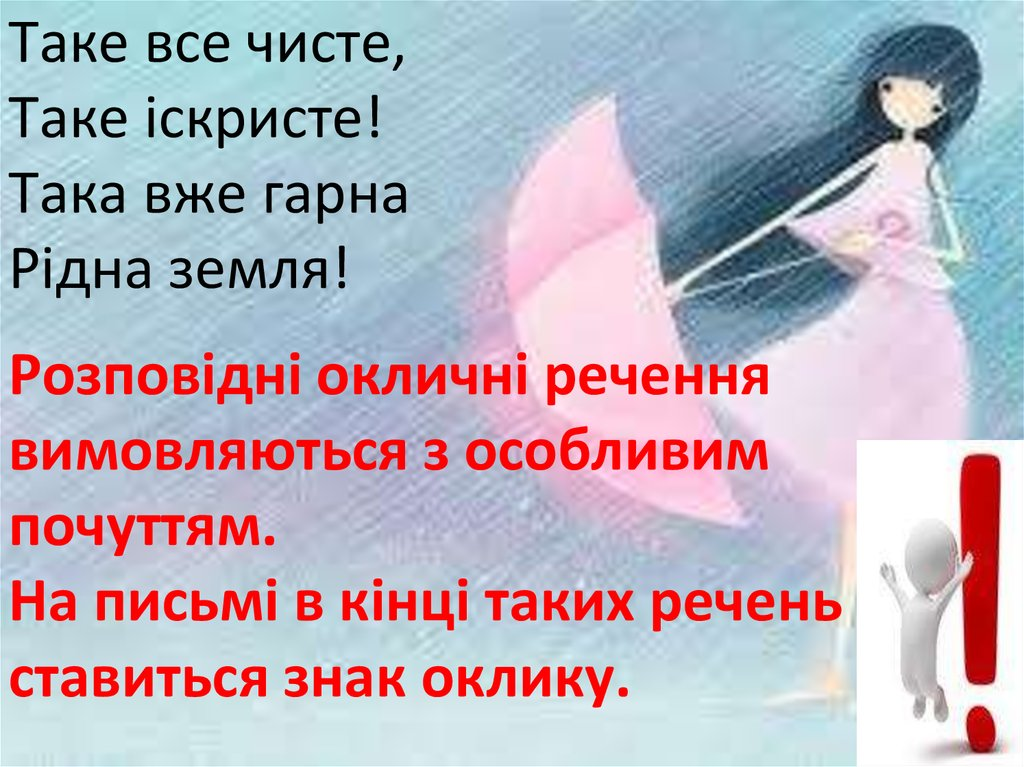 Таке все чисте,
Таке іскристе!
Така вже гарна
Рідна земля!
Розповідні окличні речення
вимовляються з особливим
почуттям.
На письмі в кінці таких речень
ставиться знак оклику.